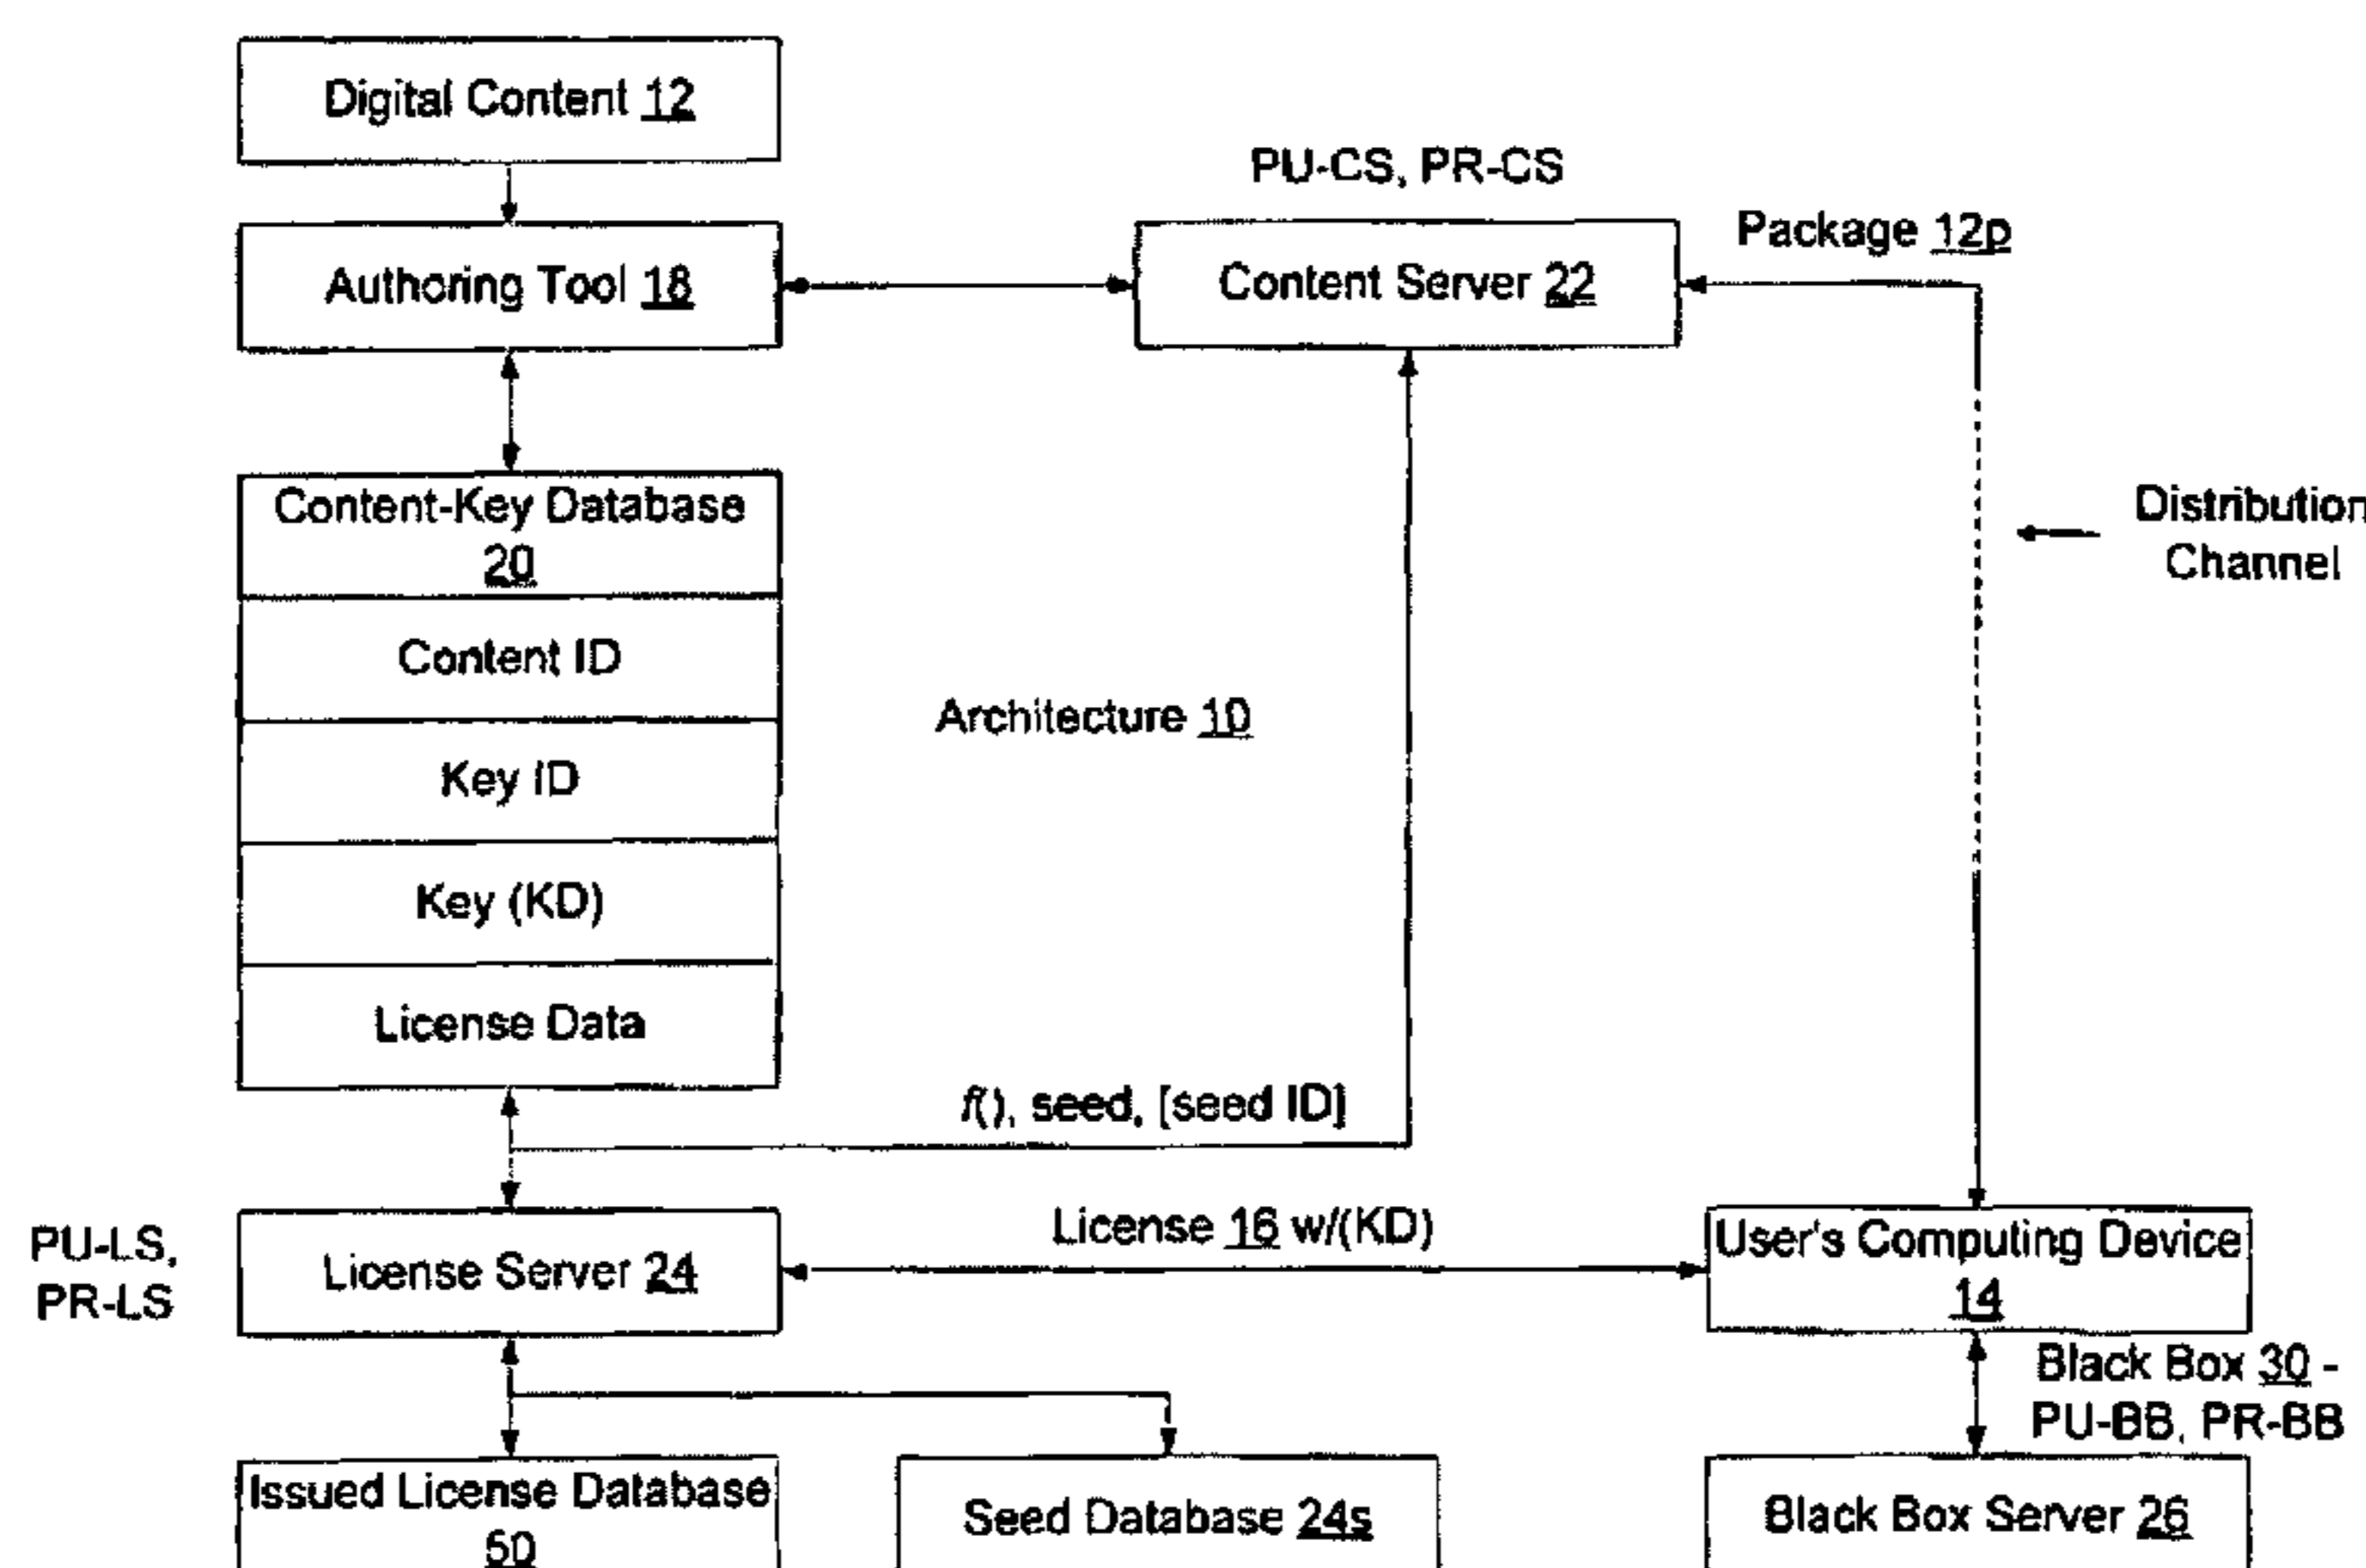 Digital Content 12
PU-CS, PR-CS
Package 12p
Authoring Tool 18
Content Server 22
Content-Key Database
20
Distribution
Channel
Content ID
Architecture 10
Key ID
Key (KD)
License Data
f(), seed, [seed ID]
PU-LS,
PR-LS
License Server 24
License 16 w/(KD)
User's Computing Device
14
Black Box 30 -
PU-BB, PR-BB
Issued License Database
50
Seed Database 24s
Black Box Server 26